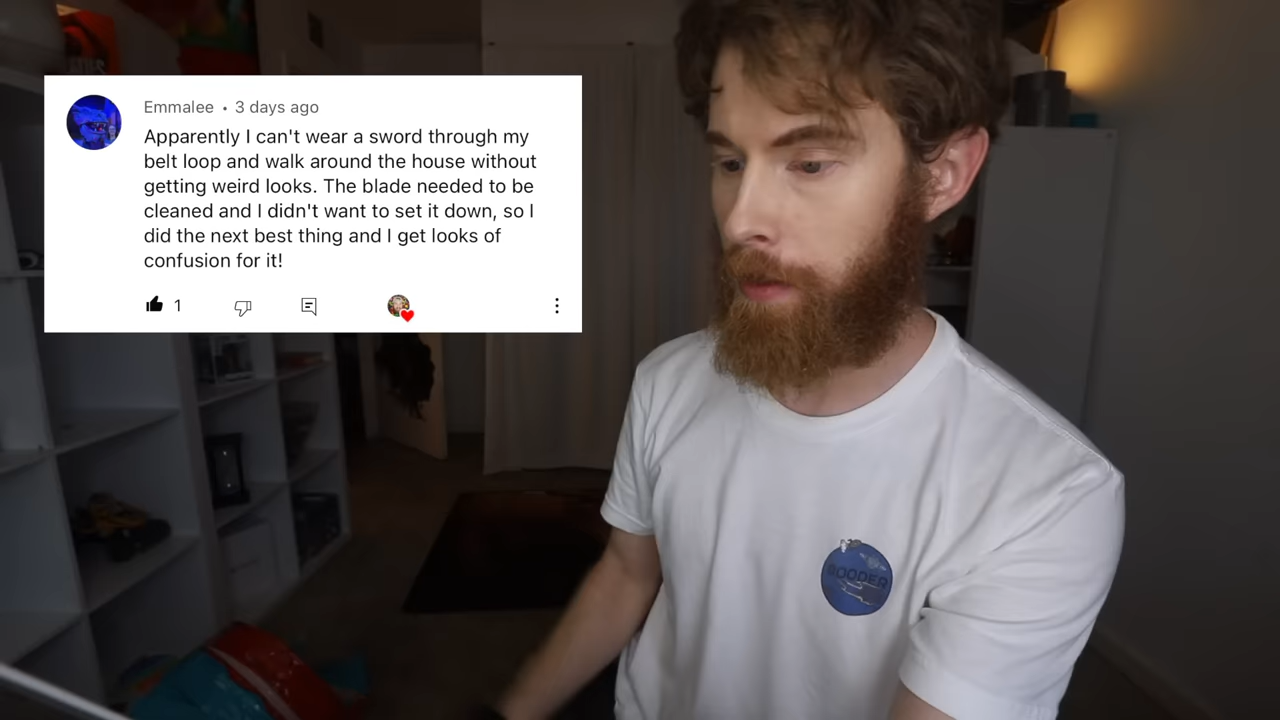 Emmalee • 3 days ago
Apparently I can't wear a sword through my
belt loop and walk around the house without
getting weird looks. The blade needed to be
cleaned and I didn't want to set it down, so I
did the next best thing and I get looks of
confusion for it!
1
GOODER